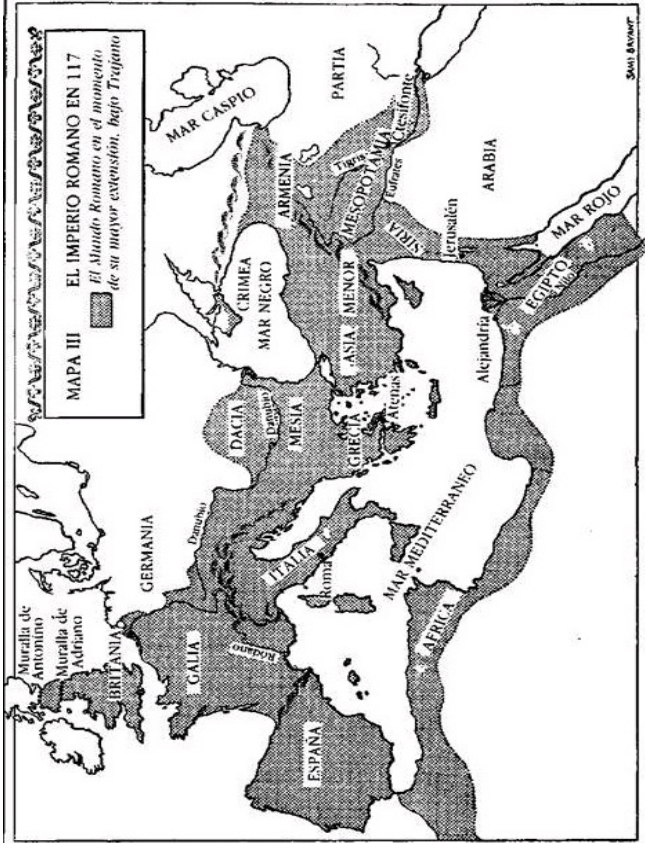 MAPA III EL IMPERIO ROMANO EN 117
El Mundo Romano en el momento
de su mayor extensión, bajo Trajano
Muralla de
Antonino
Muralla de
Adriano
BRITANIA
GERMANIA
GALIA
Ródano
ESPAÑA
Danubio
ITALIA
Roma
DACIA
Danubio
MESIA
GRECIA
Atenas
CRIMEA
MAR NEGRO
MAR CASPIO
ARMENIA
ASIA MENOR
PARTIA
Tigris
MESOPOTAMIA
Ctesifonte
Eufrates
SIRIA
ARABIA
Jerusalén
MAR MEDITERRANEO
AFRICA
Alejandría
EGIPTO
Nilo
MAR ROJO
SAMS BRYANT